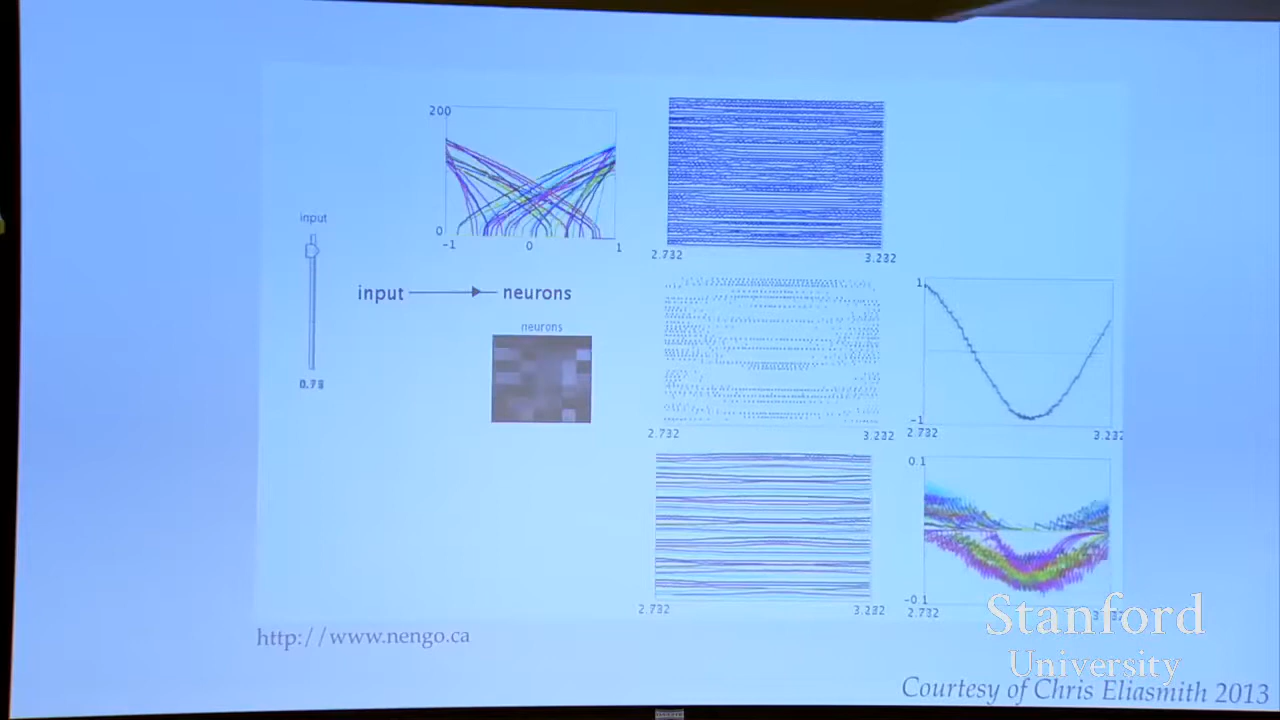 200
0
-1
0
1
input
0.78
input
neurons
neurons
2.732
3.232
2.732
3.232
1
-1
2.732
3.232
2.732
3.232
0.1
-0.1
2.732
http://www.nengo.ca
Stanford
University
Courtesy of Chris Eliasmith 2013